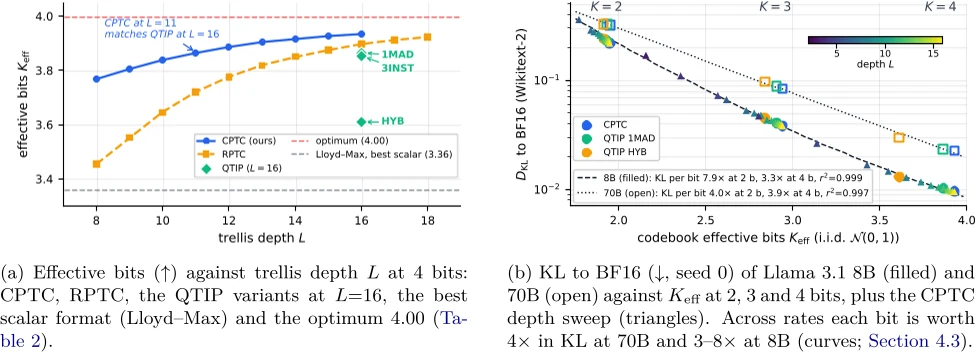 4.0
3.8
3.6
3.4
effective bits K_eff
CPTC at L = 11
matches QTIP at L = 16
1MAD
3INST
HYB
CPTC (ours)
RPTC
QTIP (L = 16)
optimum (4.00)
Lloyd–Max, best scalar (3.36)
8 10 12 14 16 18
trellis depth L
K = 2 K = 3 K = 4
10⁻¹
10⁻²
D_KL to BF16 (Wikitext-2)
5 10 15
depth L
CPTC
QTIP 1MAD
QTIP HYB
8B (filled): KL per bit 7.9× at 2 b, 3.3× at 4 b, r²=0.999
70B (open): KL per bit 4.0× at 2 b, 3.9× at 4 b, r²=0.997
2.0 2.5 3.0 3.5 4.0
codebook effective bits K_eff (i.i.d. 𝒩(0, 1))
(a) Effective bits (↑) against trellis depth L at 4 bits:
CPTC, RPTC, the QTIP variants at L=16, the best
scalar format (Lloyd–Max) and the optimum 4.00 (Ta-
ble 2).
(b) KL to BF16 (↓, seed 0) of Llama 3.1 8B (filled) and
70B (open) against K_eff at 2, 3 and 4 bits, plus the CPTC
depth sweep (triangles). Across rates each bit is worth
4× in KL at 70B and 3–8× at 8B (curves; Section 4.3).